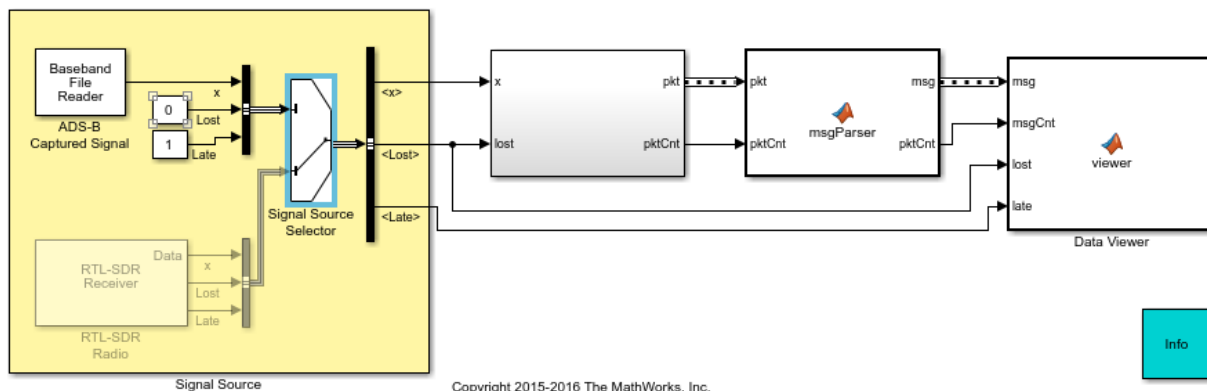 Baseband
File
Reader
x
ADS-B
Captured Signal
0
Lost
1
Late
Signal Source
Selector
<x>
<Lost>
<Late>
RTL-SDR
Receiver
Data
x
Lost
Late
RTL-SDR
Radio
Signal Source
x
lost
pkt
pktCnt
pkt
pktCnt
msgParser
msg
pktCnt
msg
msgCnt
lost
late
viewer
Data Viewer
Info
Copyright 2015-2016 The MathWorks, Inc.